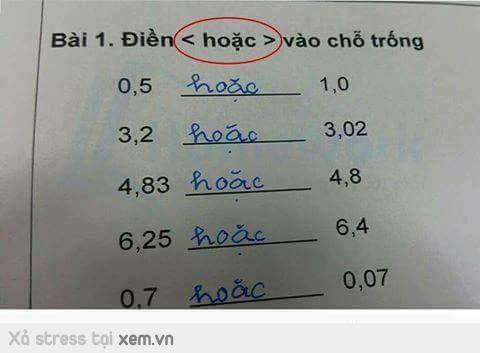 Bài 1. Điền < hoặc > vào chỗ trống
0,5 hoặc 1,0
3,2 hoặc 3,02
4,83 hoặc 4,8
6,25 hoặc 6,4
0,7 hoặc 0,07
Xả stress tại xem.vn